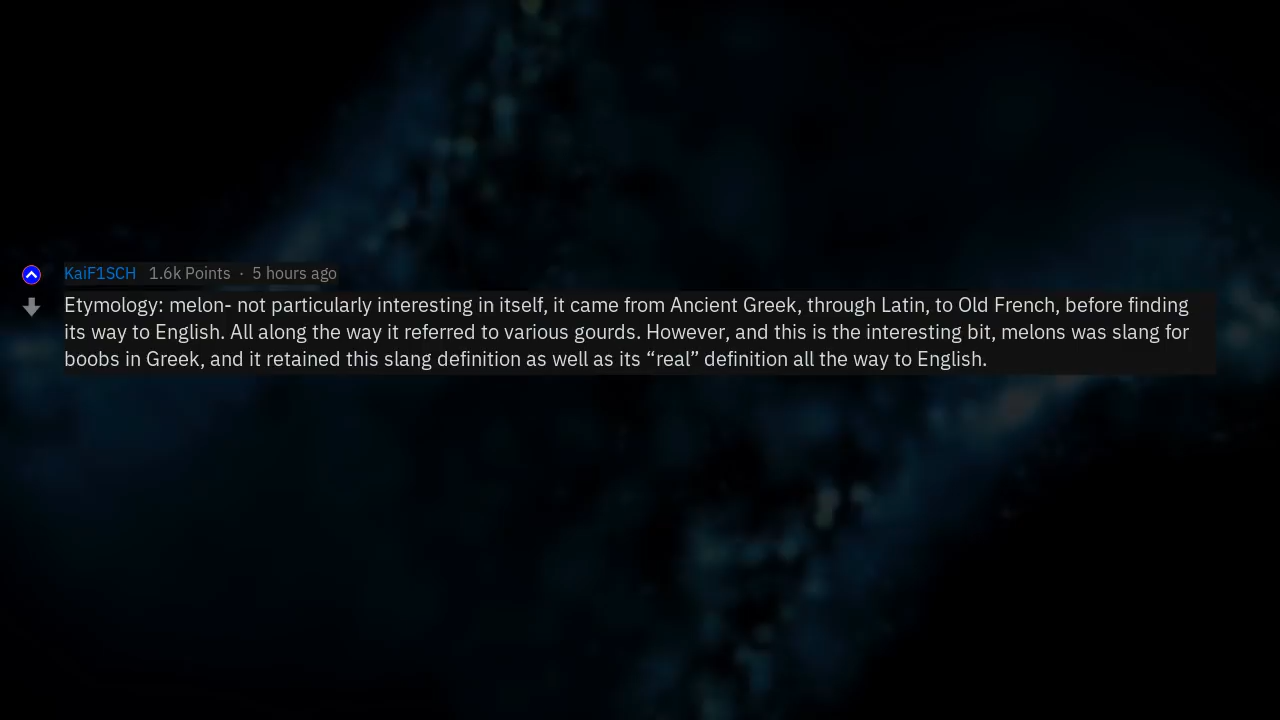 KaiF1SCH 1.6k Points · 5 hours ago
Etymology: melon- not particularly interesting in itself, it came from Ancient Greek, through Latin, to Old French, before finding
its way to English. All along the way it referred to various gourds. However, and this is the interesting bit, melons was slang for
boobs in Greek, and it retained this slang definition as well as its “real” definition all the way to English.